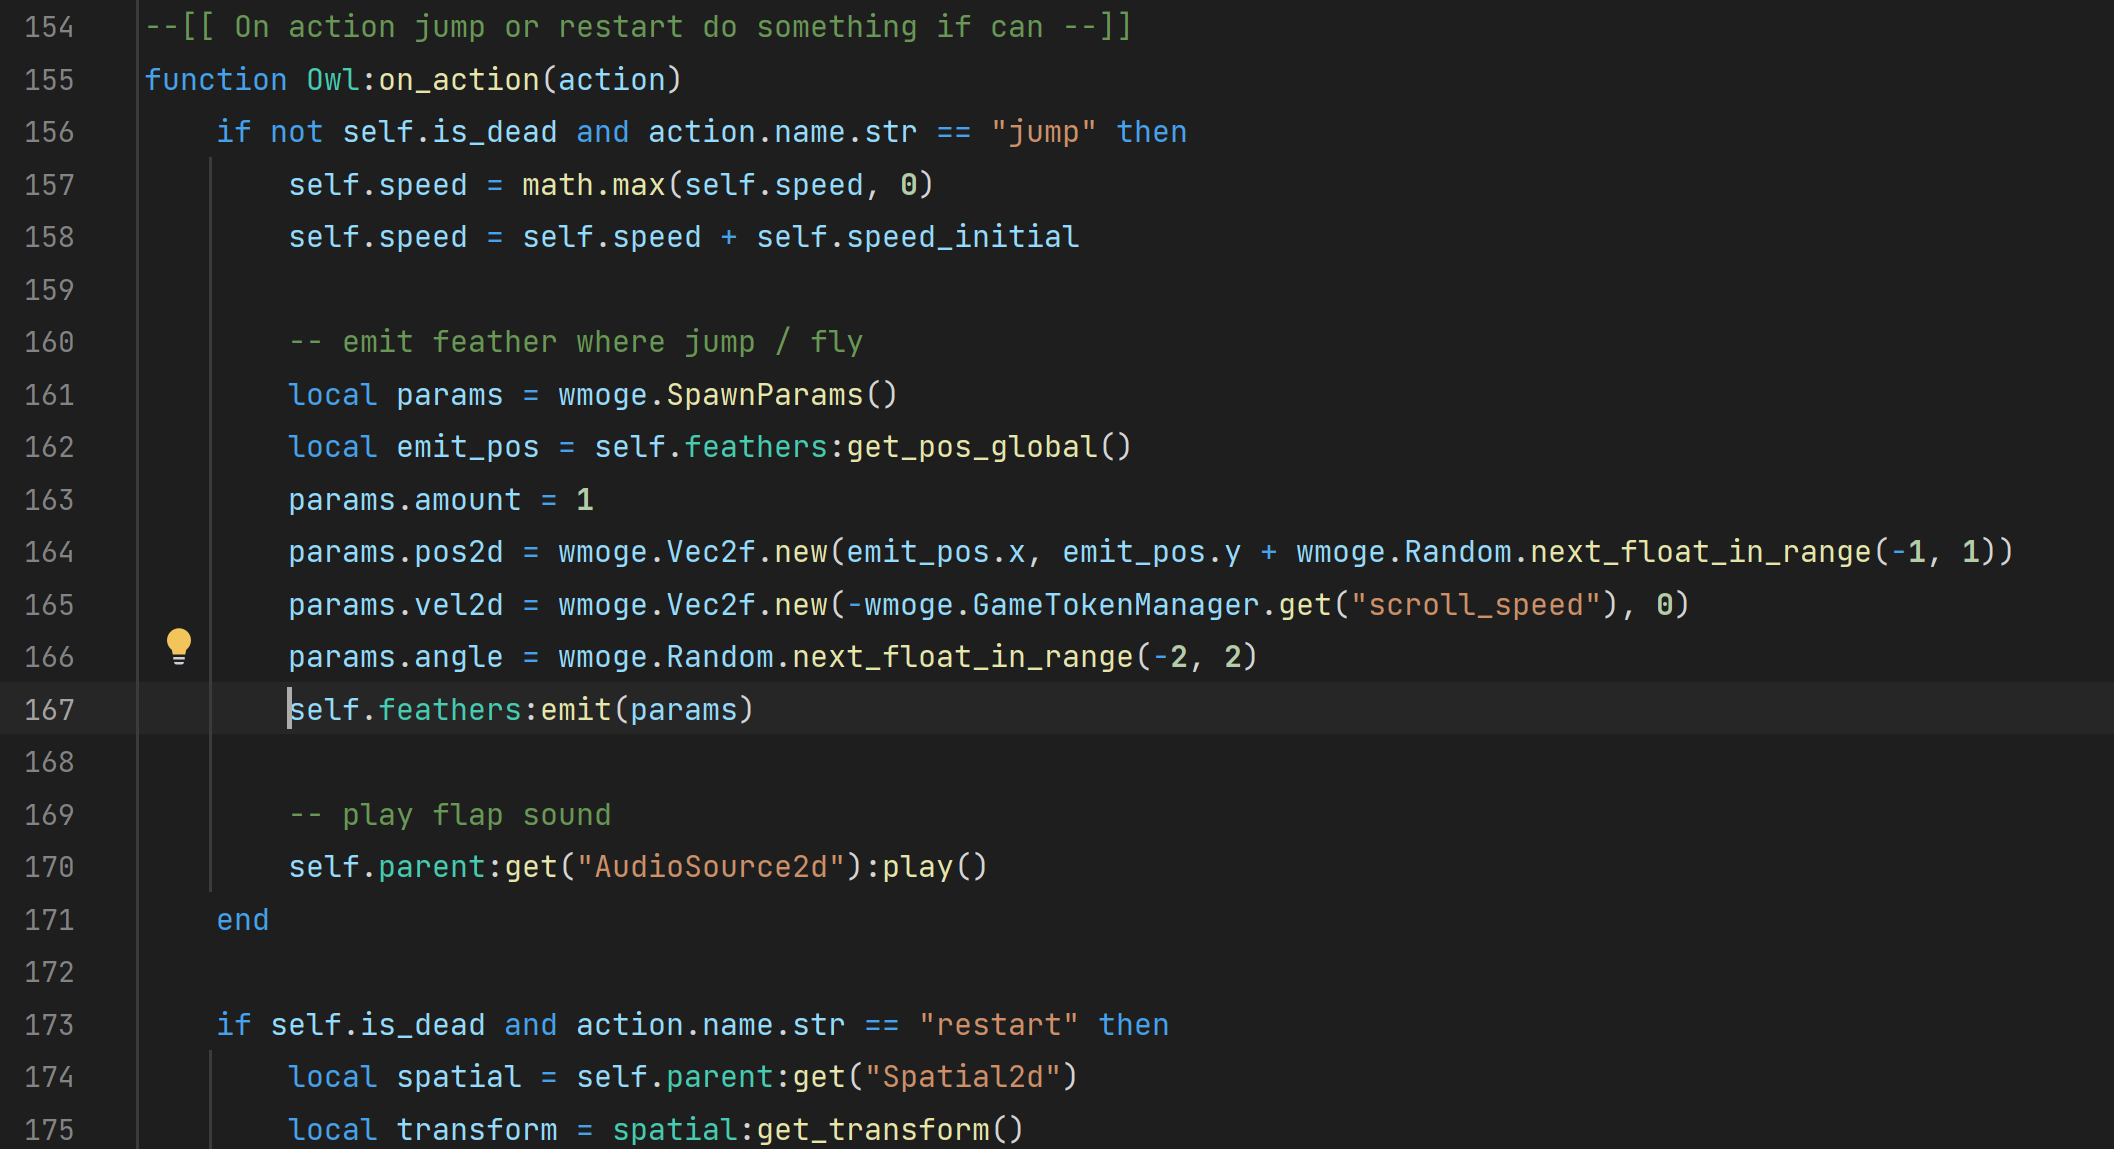 154 --[[ On action jump or restart do something if can --]]
155 function Owl:on_action(action)
156 if not self.is_dead and action.name.str == "jump" then
157 self.speed = math.max(self.speed, 0)
158 self.speed = self.speed + self.speed_initial
159
160 -- emit feather where jump / fly
161 local params = wmoge.SpawnParams()
162 local emit_pos = self.feathers:get_pos_global()
163 params.amount = 1
164 params.pos2d = wmoge.Vec2f.new(emit_pos.x, emit_pos.y + wmoge.Random.next_float_in_range(-1, 1))
165 params.vel2d = wmoge.Vec2f.new(-wmoge.GameTokenManager.get("scroll_speed"), 0)
166 params.angle = wmoge.Random.next_float_in_range(-2, 2)
167 self.feathers:emit(params)
168
169 -- play flap sound
170 self.parent:get("AudioSource2d"):play()
171 end
172
173 if self.is_dead and action.name.str == "restart" then
174 local spatial = self.parent:get("Spatial2d")
175 local transform = spatial:get_transform()